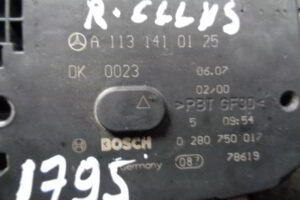 R. CLLUS
A 113 141 01 25
DK 0023 06.07
02/00
>PBT GF30<
5 09:54
BOSCH 0 280 750 017
Germany 087 78619
1795